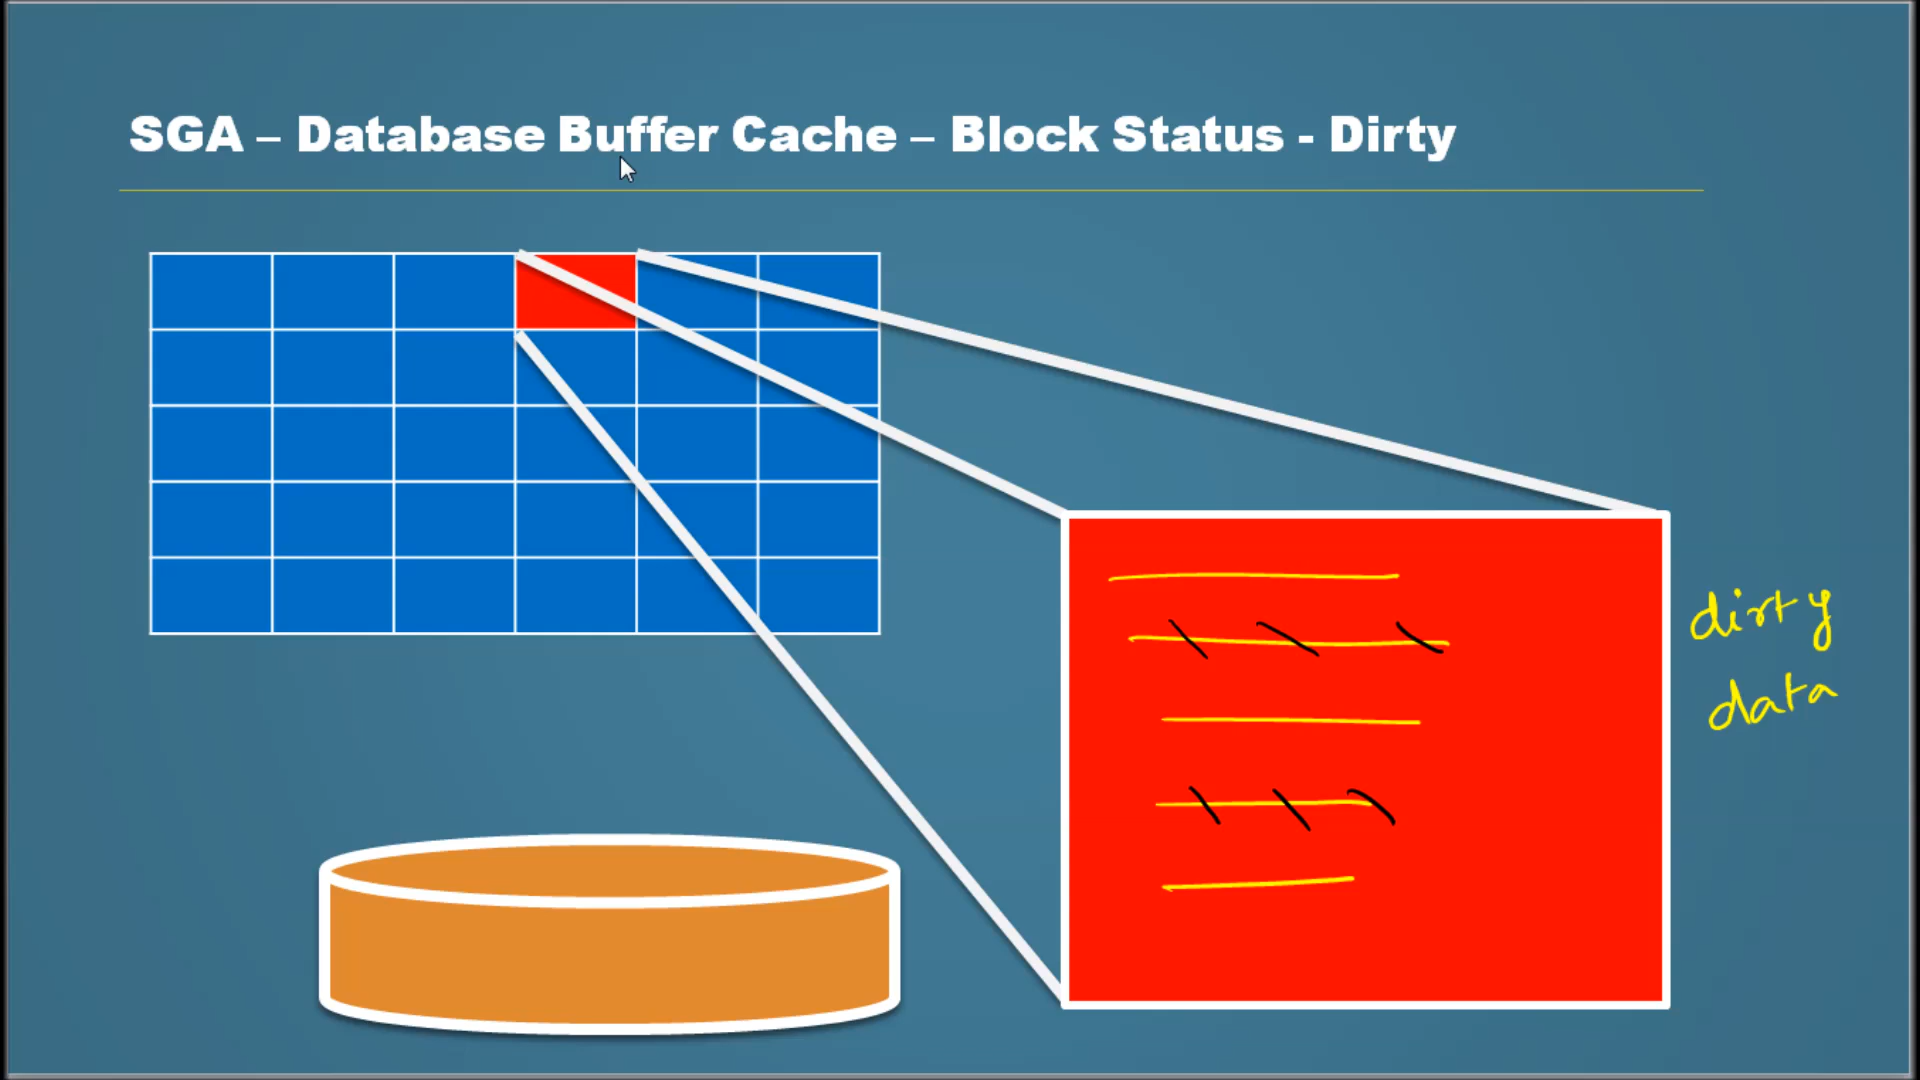 SGA – Database Buffer Cache – Block Status - Dirty
dirty
data